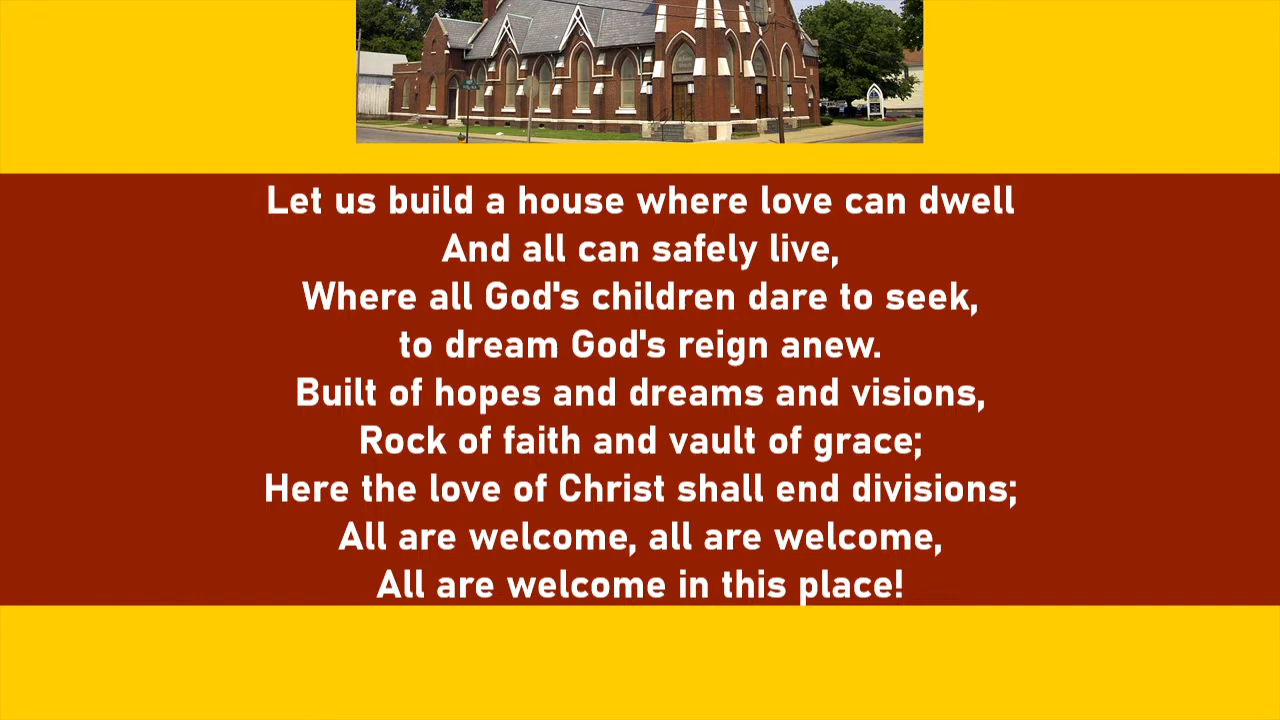 Let us build a house where love can dwell
And all can safely live,
Where all God's children dare to seek,
to dream God's reign anew.
Built of hopes and dreams and visions,
Rock of faith and vault of grace;
Here the love of Christ shall end divisions;
All are welcome, all are welcome,
All are welcome in this place!